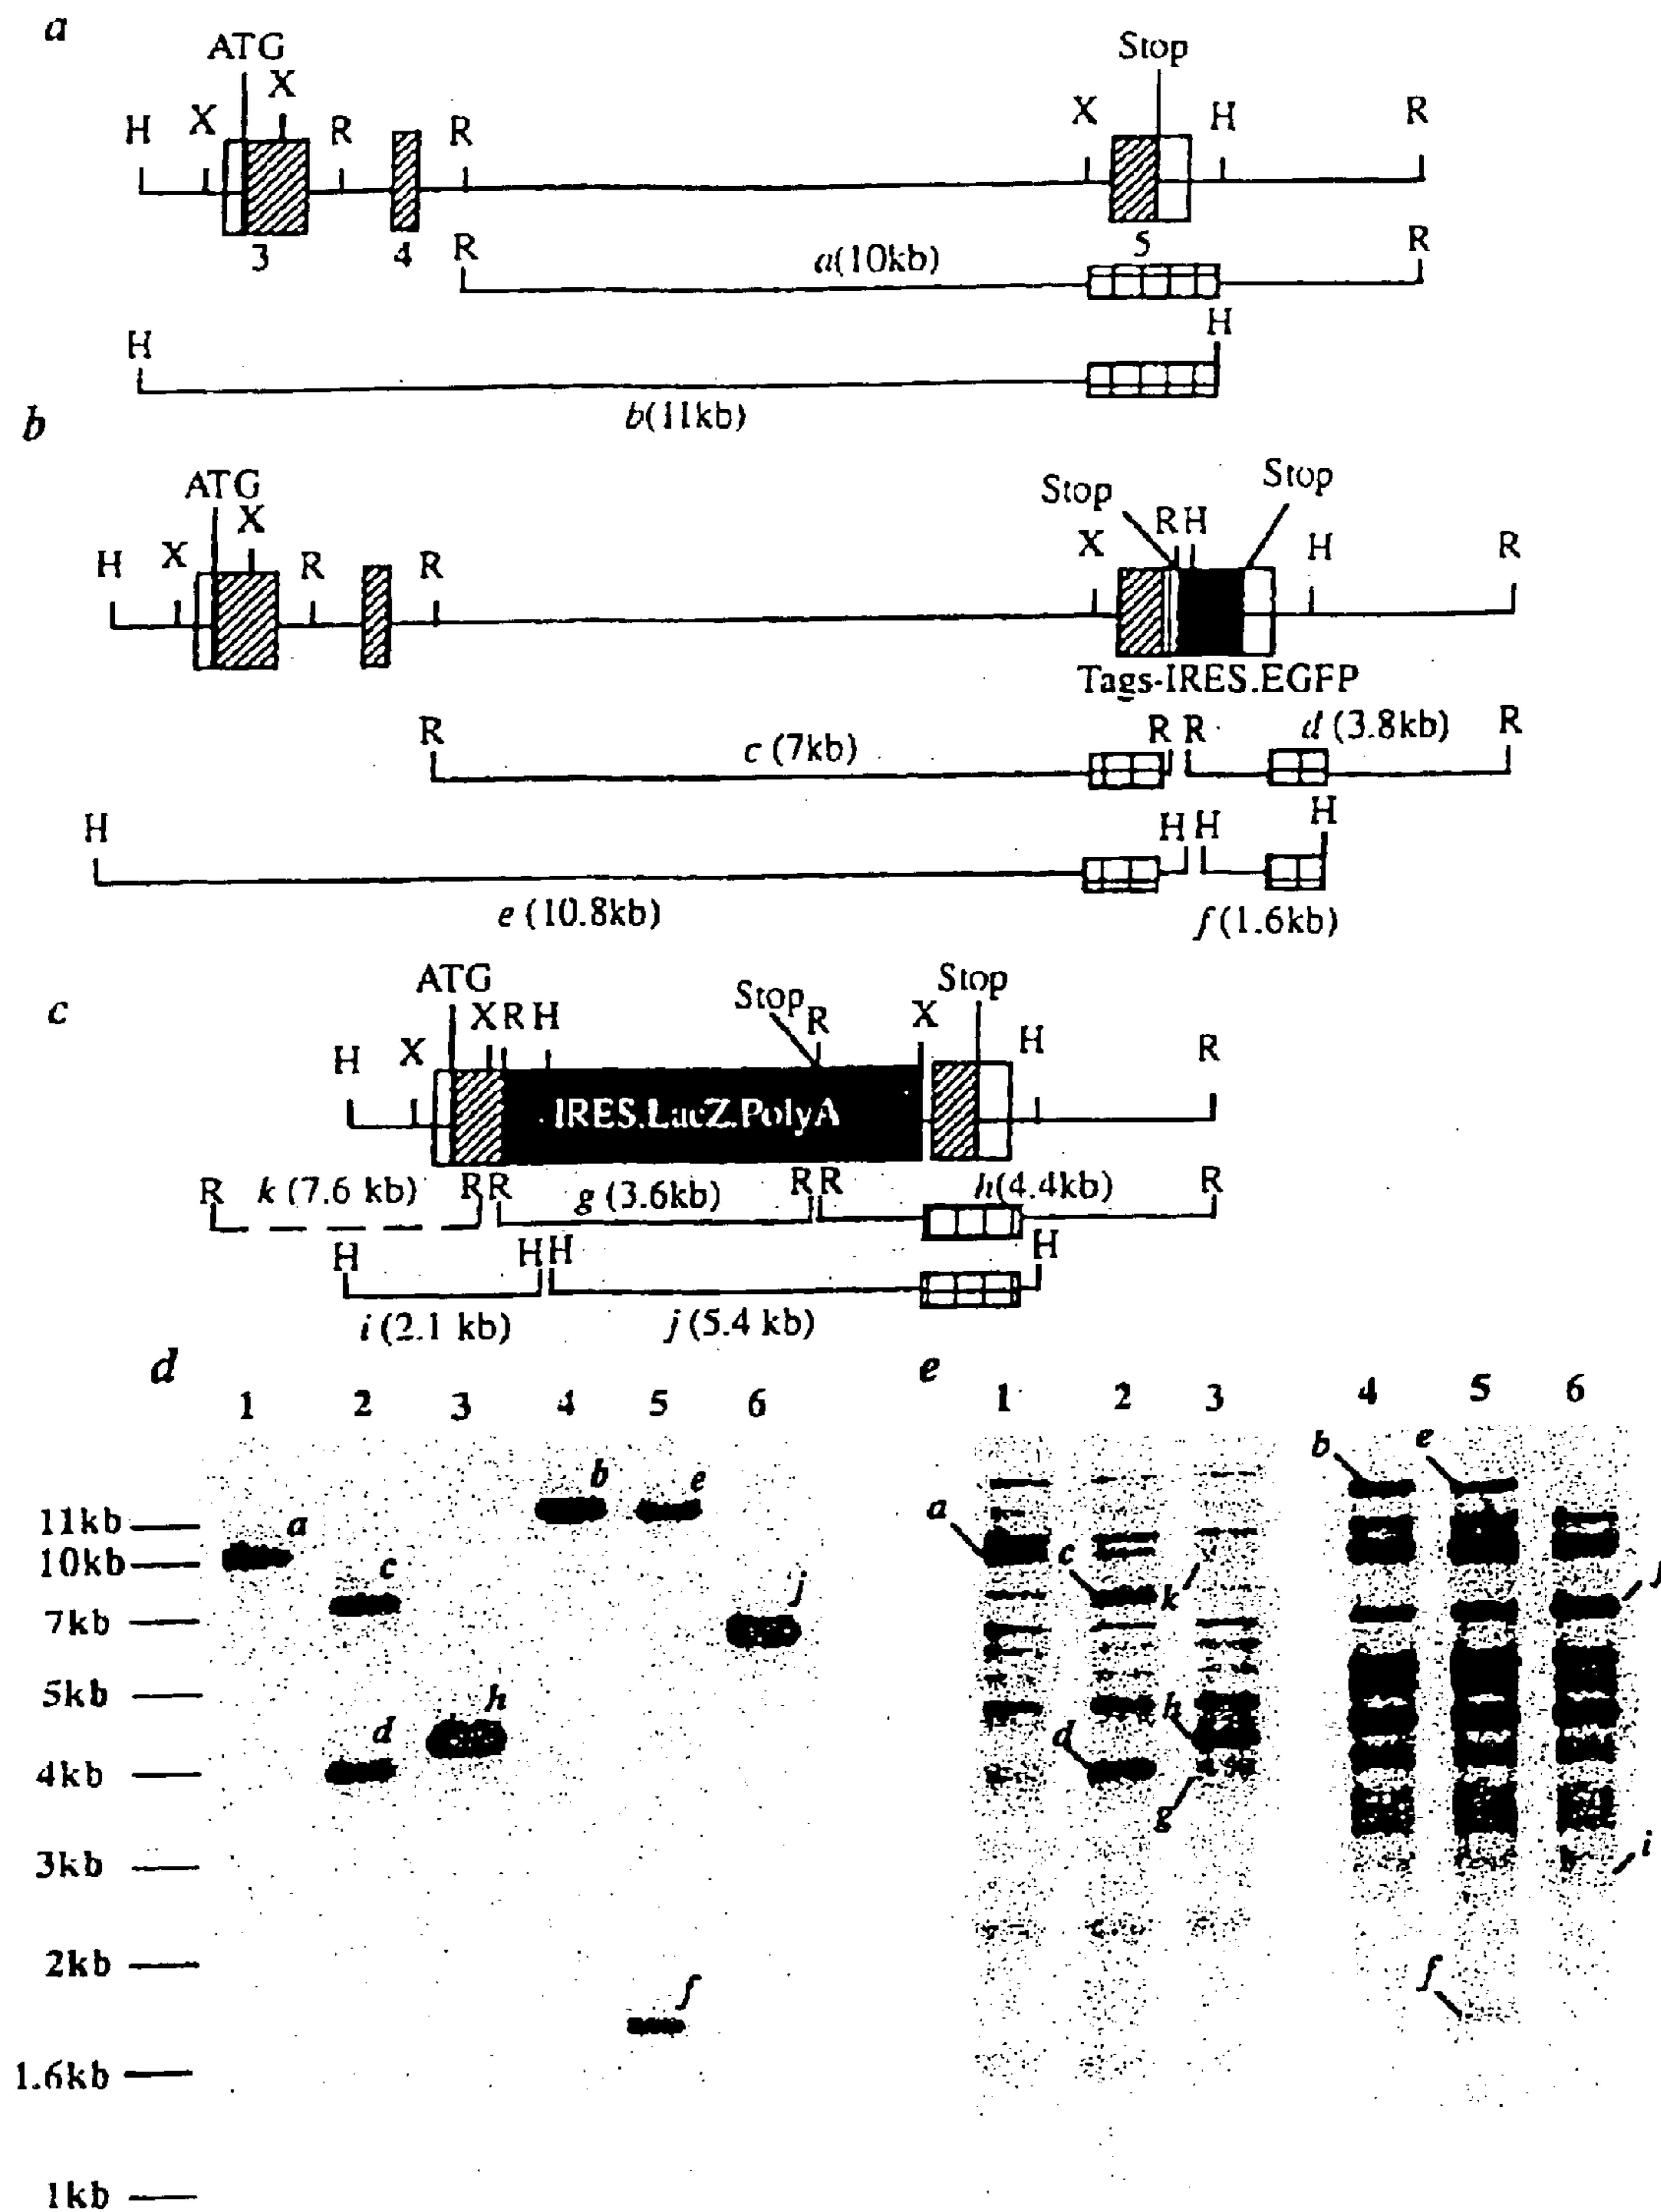 a
ATG Stop
H X X R R X H R
3 4 5
R a(10kb) R
H H
b(11kb)
b
ATG Stop Stop
H X X R R X RH H R
Tags-IRES.EGFP
R c (7kb) R R d (3.8kb) R
H H H H
e (10.8kb) f(1.6kb)
c
ATG Stop Stop
H X X R H R X H R
IRES.LacZ.PolyA
R k (7.6 kb) R R g (3.6kb) R R h(4.4kb) R
H H H H
i (2.1 kb) j (5.4 kb)
d
1 2 3 4 5 6
b e
11kb a
10kb
c j
7kb
5kb h
d
4kb
3kb
2kb
f
1.6kb
1kb
e
1 2 3 4 5 6
b e
a
c k j
d h
g
i
f